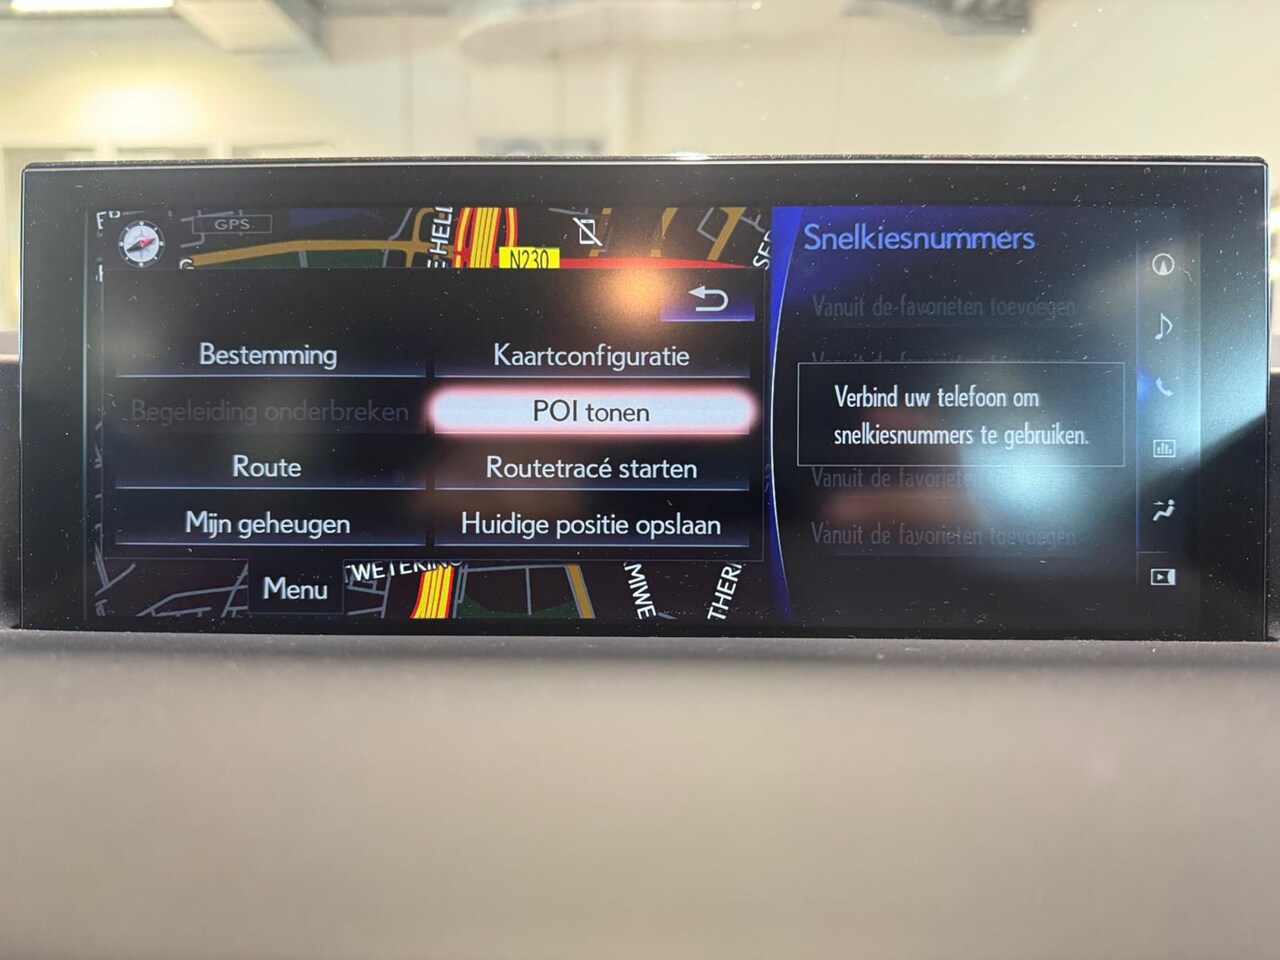 GPS
N230
Snelkiesnummers
Vanuit de favorieten toevoegen
Bestemming
Kaartconfiguratie
Verbind uw telefoon om
snelkiesnummers te gebruiken.
Begeleiding onderbreken
POI tonen
Route
Routetracé starten
Vanuit de favorieten
Mijn geheugen
Huidige positie opslaan
Vanuit de favorieten toevoegen
Menu
WETERING